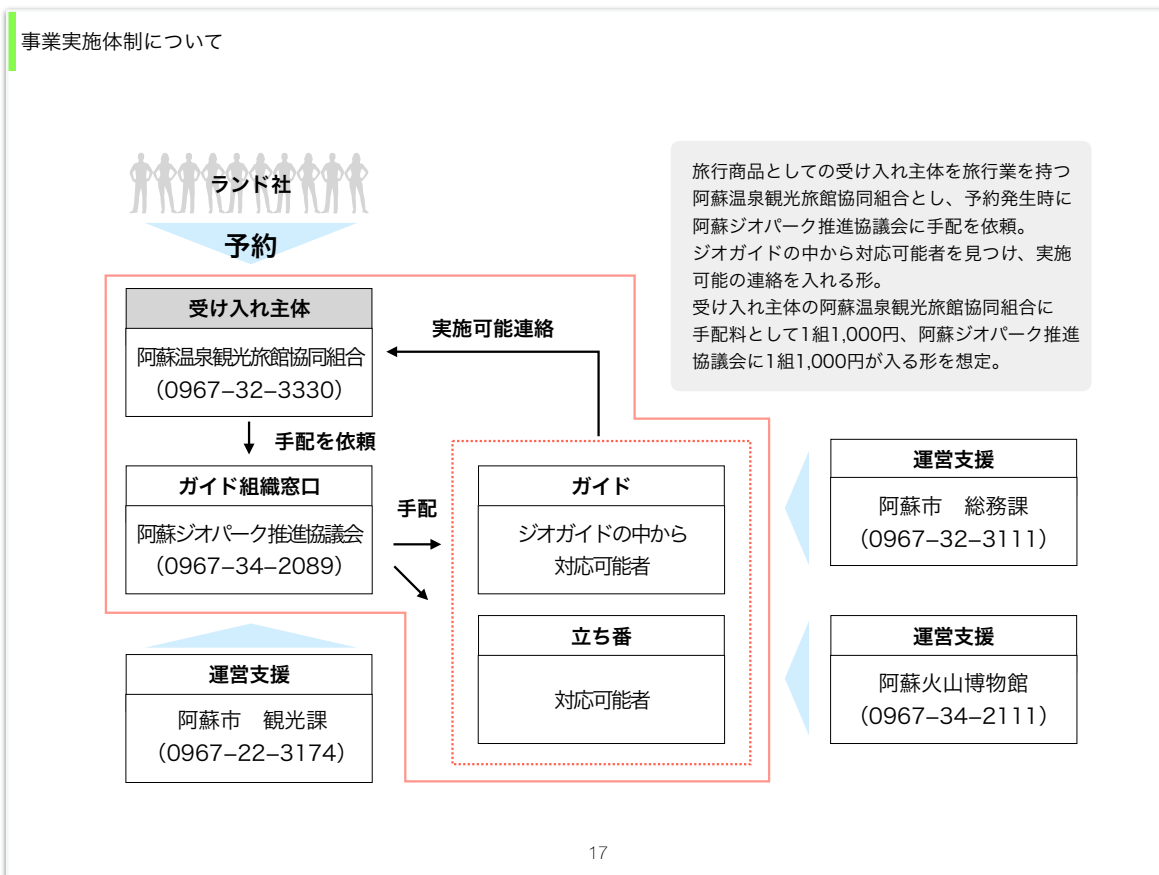 事業実施体制について
ランド社
予約
旅行商品としての受け入れ主体を旅行業を持つ
阿蘇温泉観光旅館協同組合とし、予約発生時に
阿蘇ジオパーク推進協議会に手配を依頼。
ジオガイドの中から対応可能者を見つけ、実施
可能の連絡を入れる形。
受け入れ主体の阿蘇温泉観光旅館協同組合に
手配料として1組1,000円、阿蘇ジオパーク推進
協議会に1組1,000円が入る形を想定。
受け入れ主体
阿蘇温泉観光旅館協同組合
（0967–32–3330）
実施可能連絡
手配を依頼
ガイド組織窓口
阿蘇ジオパーク推進協議会
（0967–34–2089）
手配
ガイド
ジオガイドの中から
対応可能者
立ち番
対応可能者
運営支援
阿蘇市　総務課
（0967–32–3111）
運営支援
阿蘇火山博物館
（0967–34–2111）
運営支援
阿蘇市　観光課
（0967–22–3174）
17